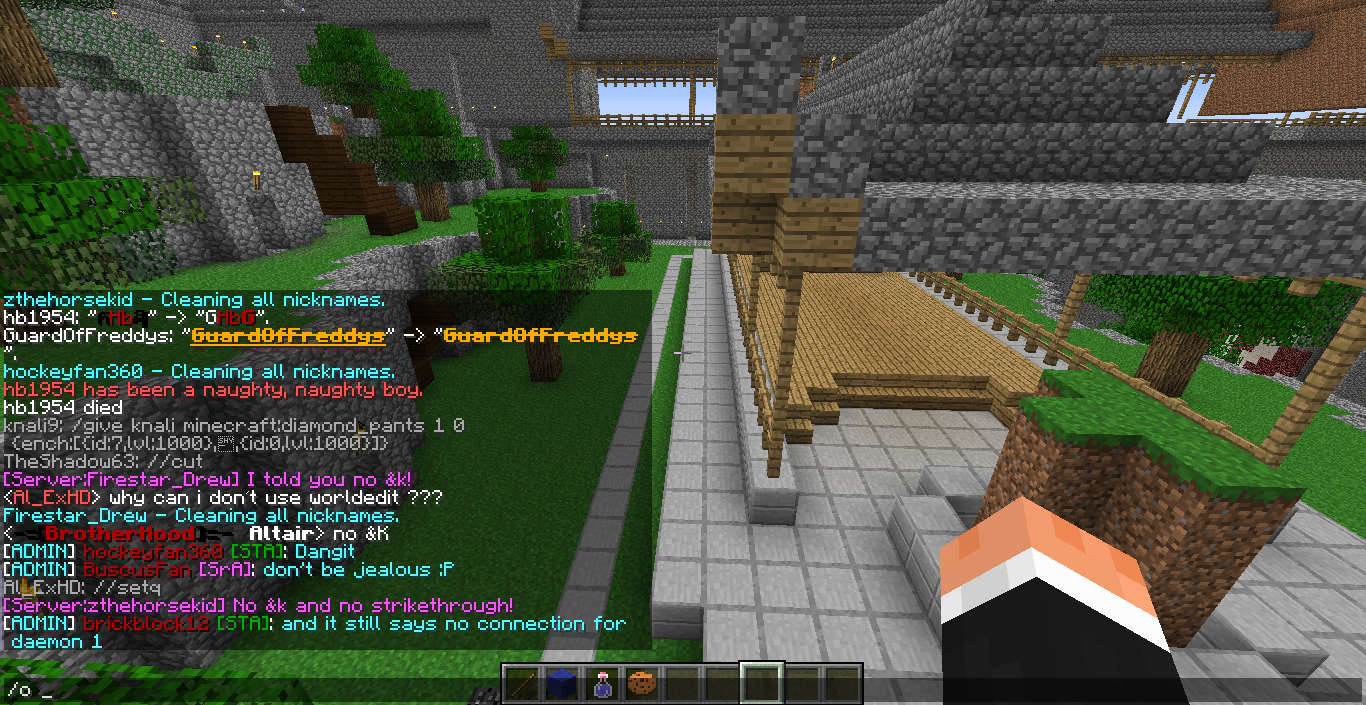 zthehorsekid - Cleaning all nicknames.
hb1954: " Hb " -> "GHbG".
GuardOfFreddys: "GuardOfFreddys" -> "GuardOfFreddys
".
hockeyfan360 - Cleaning all nicknames.
hb1954 has been a naughty, naughty boy.
hb1954 died
knali9: /give knali minecraft:diamond_pants 1 0
{ench:[{id:7,lvl:1000},{id:0,lvl:1000}]}
TheShadow63: //cut
[Server:Firestar_Drew] I told you no &k!
<Al_ExHD> why can i don't use worldedit ???
Firestar_Drew - Cleaning all nicknames.
< BrotherHood Altair> no &K
[ADMIN] hockeyfan360 [STA]: Dangit
[ADMIN] BuscusFan [SrA]: don't be jealous :P
Al_ExHD: //setq
[Server:zthehorsekid] No &k and no strikethrough!
[ADMIN] brickblock12 [STA]: and it still says no connection for
daemon 1
/o _